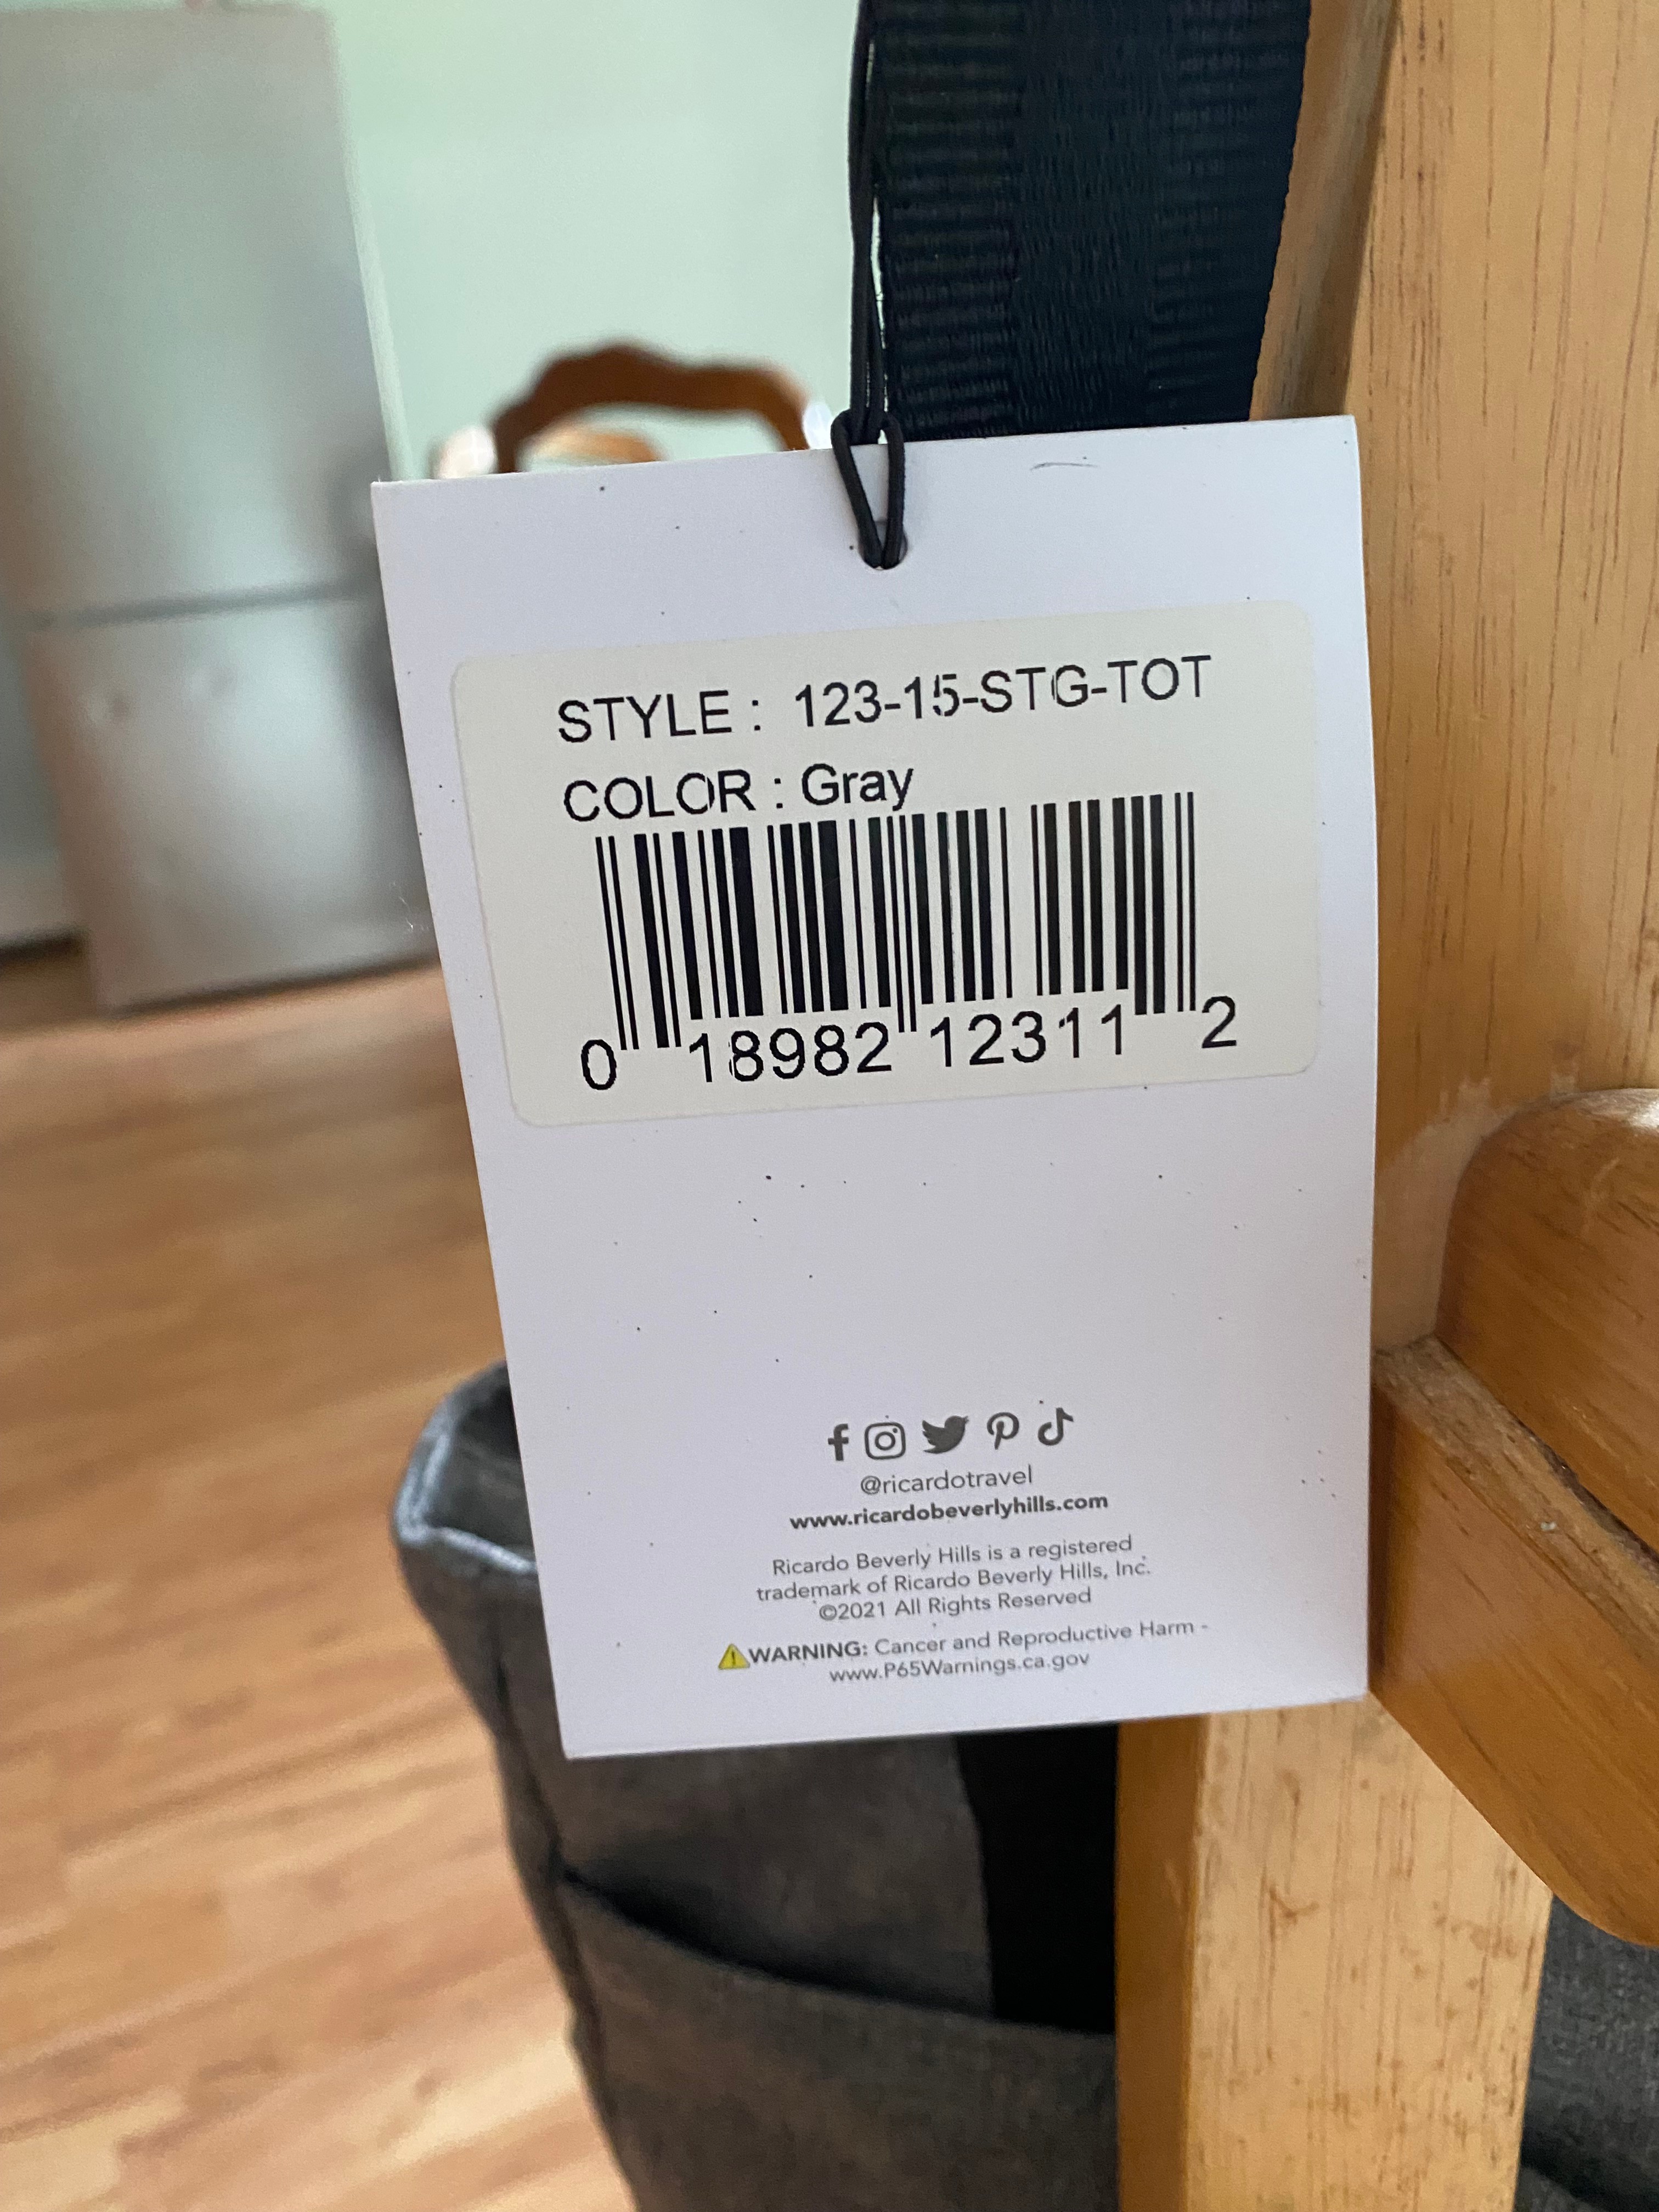 STYLE : 123-15-STG-TOT
COLOR : Gray
0 18982 12311 2
@ricardotravel
www.ricardobeverlyhills.com
Ricardo Beverly Hills is a registered
trademark of Ricardo Beverly Hills, Inc.
©2021 All Rights Reserved
WARNING: Cancer and Reproductive Harm -
www.P65Warnings.ca.gov